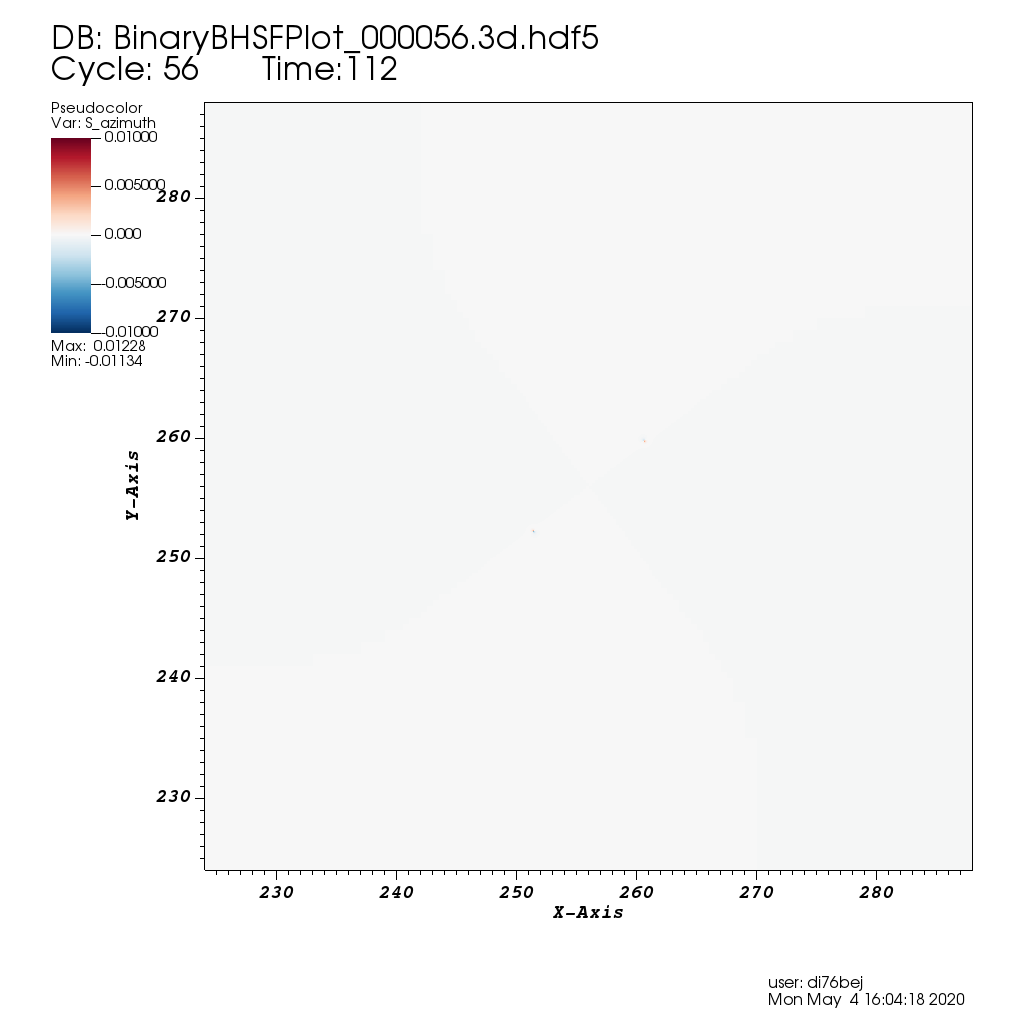 DB: BinaryBHSFPlot_000056.3d.hdf5
Cycle: 56 Time:112
Pseudocolor
Var: S_azimuth
0.01000
0.005000
0.000
-0.005000
-0.01000
Max: 0.01228
Min: -0.01134
280
270
260
250
240
230
Y-Axis
230 240 250 260 270 280
X-Axis
user: di76bej
Mon May 4 16:04:18 2020